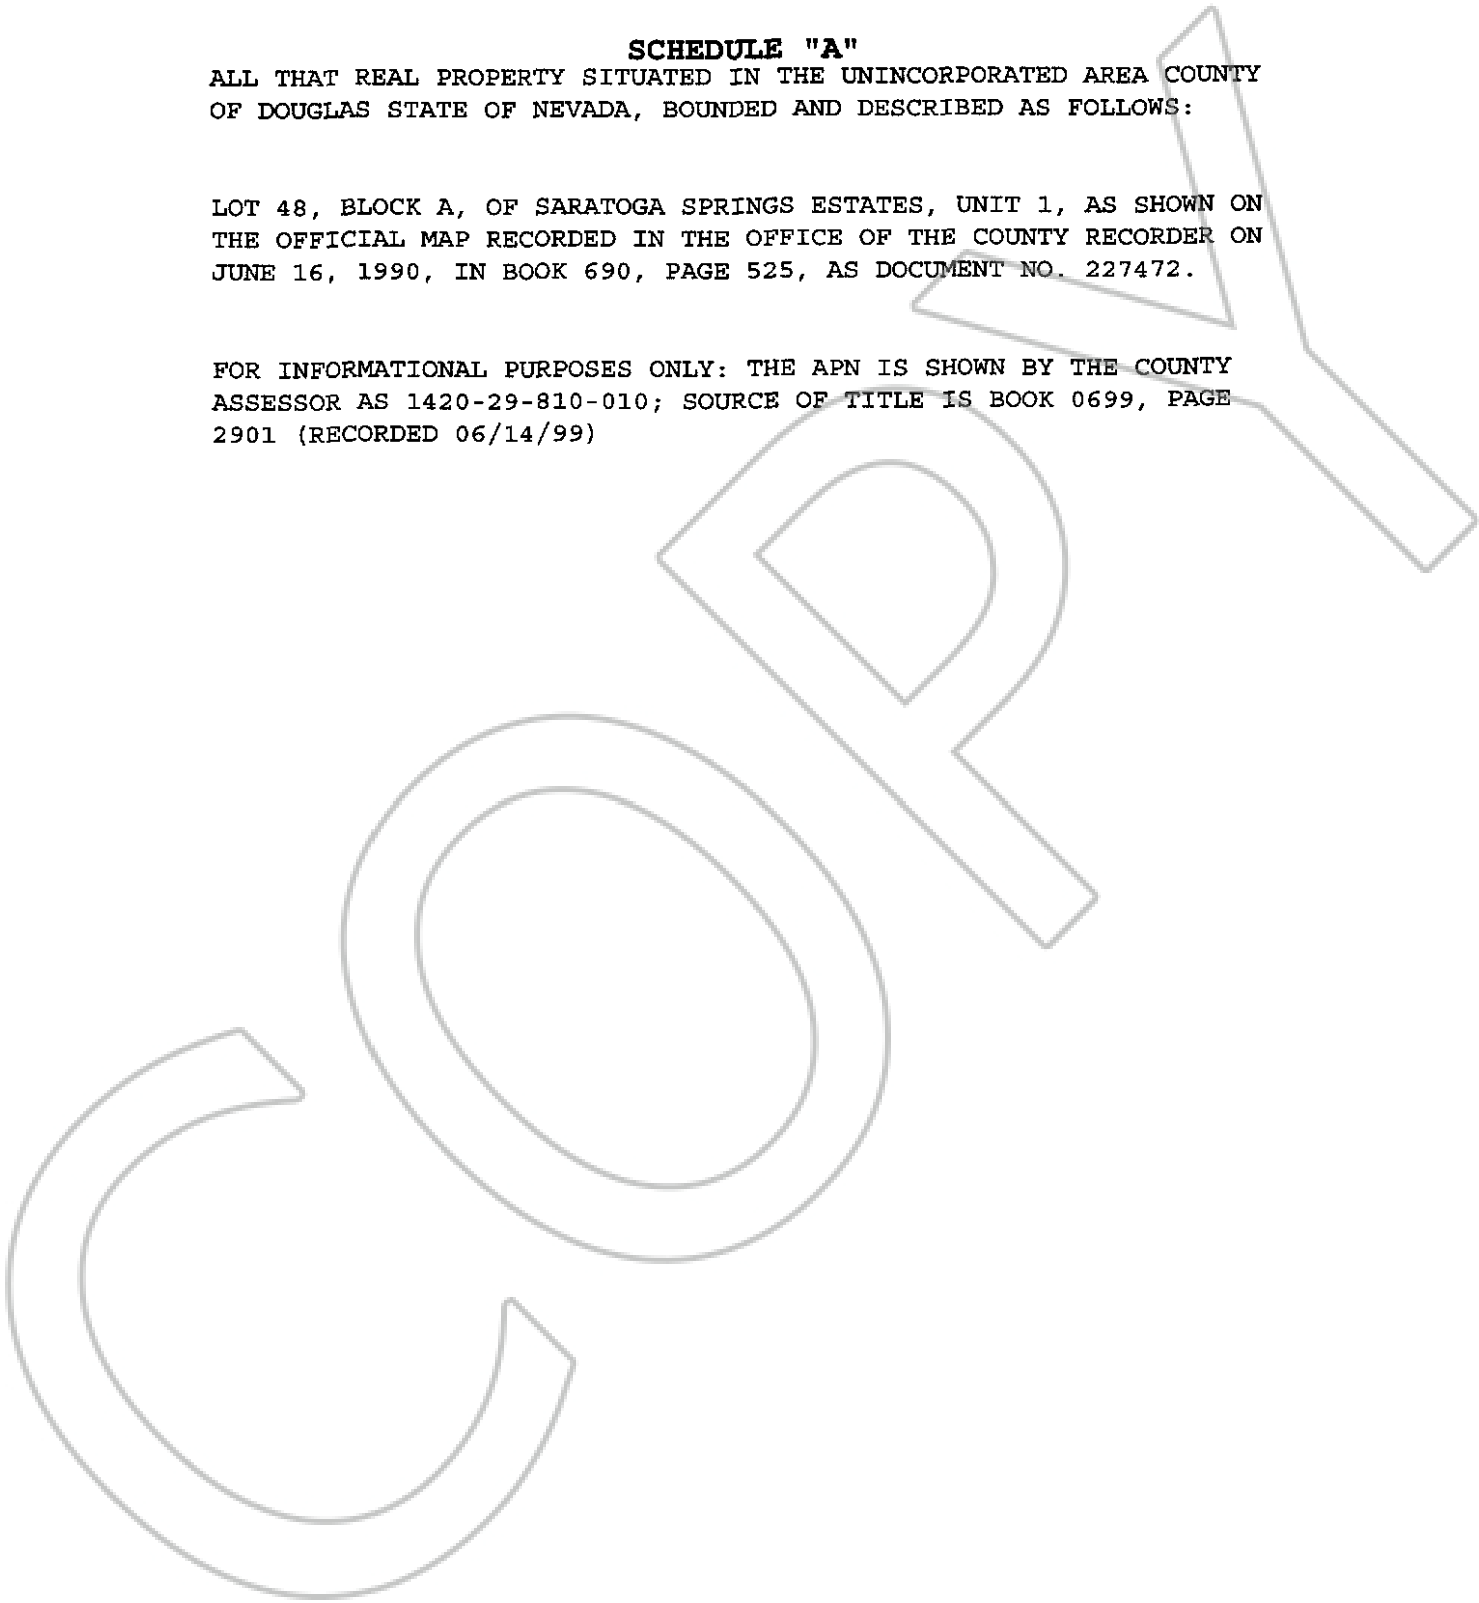 SCHEDULE "A"
ALL THAT REAL PROPERTY SITUATED IN THE UNINCORPORATED AREA COUNTY
OF DOUGLAS STATE OF NEVADA, BOUNDED AND DESCRIBED AS FOLLOWS:
LOT 48, BLOCK A, OF SARATOGA SPRINGS ESTATES, UNIT 1, AS SHOWN ON
THE OFFICIAL MAP RECORDED IN THE OFFICE OF THE COUNTY RECORDER ON
JUNE 16, 1990, IN BOOK 690, PAGE 525, AS DOCUMENT NO. 227472.
FOR INFORMATIONAL PURPOSES ONLY: THE APN IS SHOWN BY THE COUNTY
ASSESSOR AS 1420-29-810-010; SOURCE OF TITLE IS BOOK 0699, PAGE
2901 (RECORDED 06/14/99)
COPY